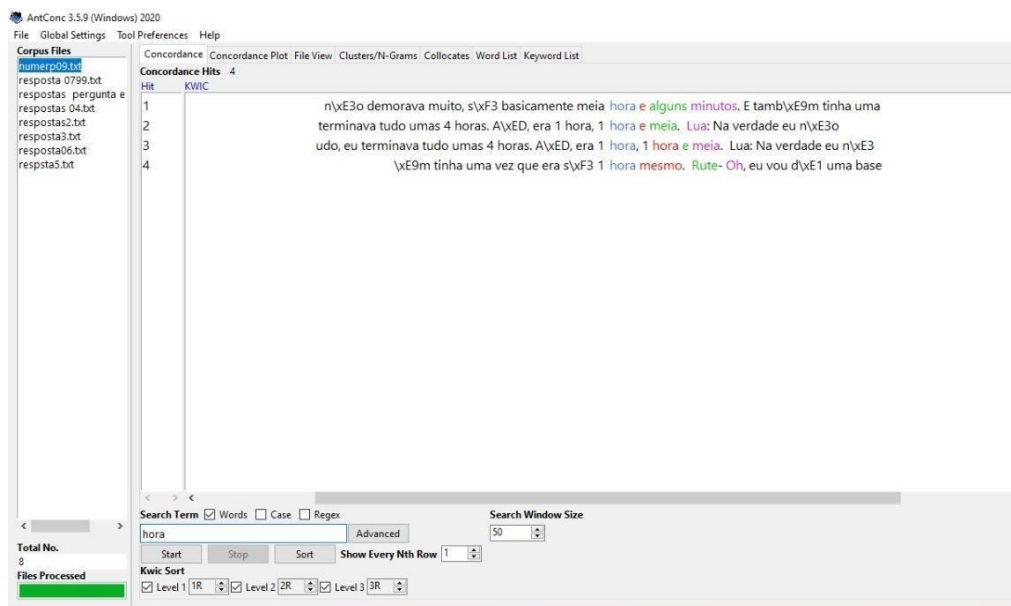 AntConc 3.5.9 (Windows) 2020
File Global Settings Tool Preferences Help
Corpus Files
numerp09.txt
resposta 0799.txt
respostas pergunta e
respostas 04.txt
respostas2.txt
resposta3.txt
resposta06.txt
respsta5.txt
Concordance Concordance Plot File View Clusters/N-Grams Collocates Word List Keyword List
Concordance Hits 4
Hit KWIC
1 n\xE3o demorava muito, s\xF3 basicamente meia hora e alguns minutos. E tamb\xE9m tinha uma
2 terminava tudo umas 4 horas. A\xED, era 1 hora, 1 hora e meia. Lua: Na verdade eu n\xE3o
3 udo, eu terminava tudo umas 4 horas. A\xED, era 1 hora, 1 hora e meia. Lua: Na verdade eu n\xE3
4 \xE9m tinha uma vez que era s\xF3 1 hora mesmo. Rute- Oh, eu vou d\xE1 uma base
Search Term Words Case Regex
Search Window Size
hora Advanced 50
Start Stop Sort Show Every Nth Row 1
Kwic Sort
Level 1 1R Level 2 2R Level 3 3R
Total No.
8
Files Processed